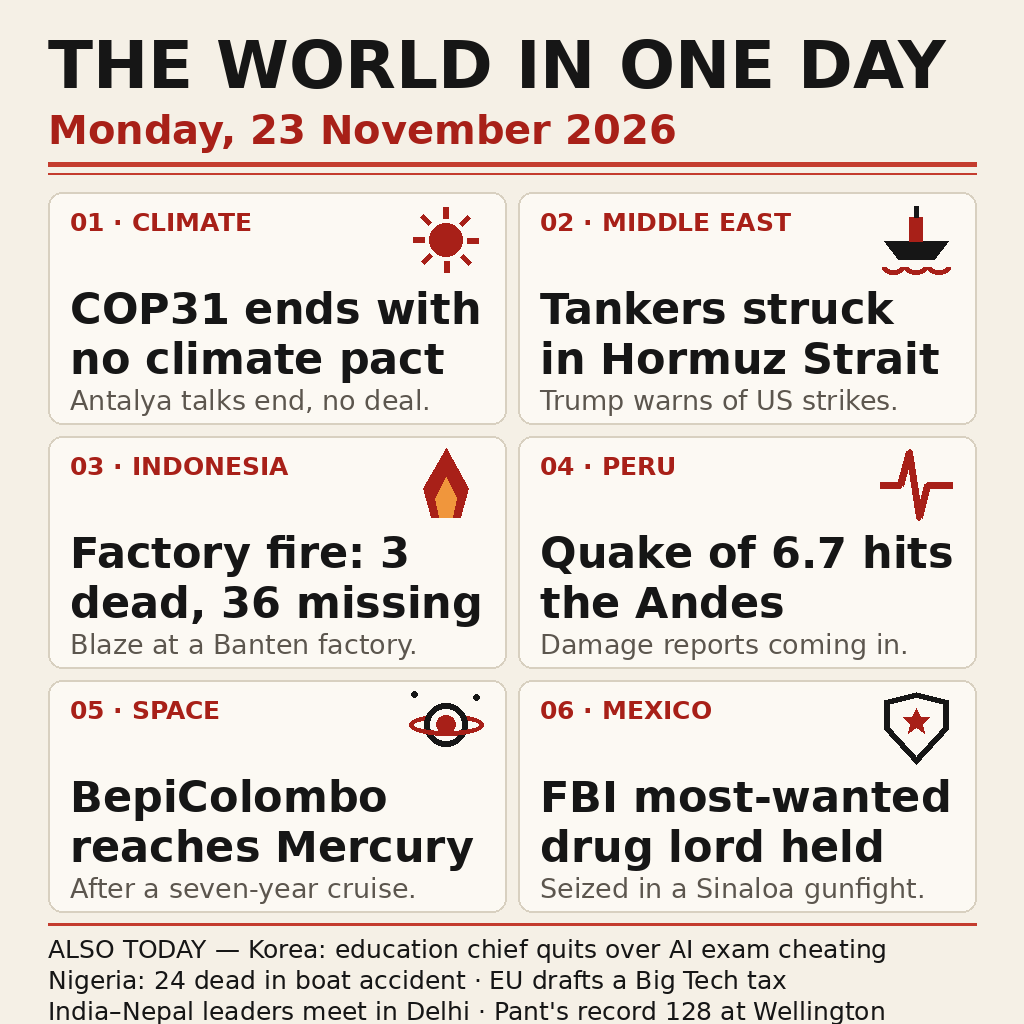 THE WORLD IN ONE DAY
Monday, 23 November 2026
01 · CLIMATE
COP31 ends with
no climate pact
Antalya talks end, no deal.
02 · MIDDLE EAST
Tankers struck
in Hormuz Strait
Trump warns of US strikes.
03 · INDONESIA
Factory fire: 3
dead, 36 missing
Blaze at a Banten factory.
04 · PERU
Quake of 6.7 hits
the Andes
Damage reports coming in.
05 · SPACE
BepiColombo
reaches Mercury
After a seven-year cruise.
06 · MEXICO
FBI most-wanted
drug lord held
Seized in a Sinaloa gunfight.
ALSO TODAY — Korea: education chief quits over AI exam cheating
Nigeria: 24 dead in boat accident · EU drafts a Big Tech tax
India–Nepal leaders meet in Delhi · Pant's record 128 at Wellington